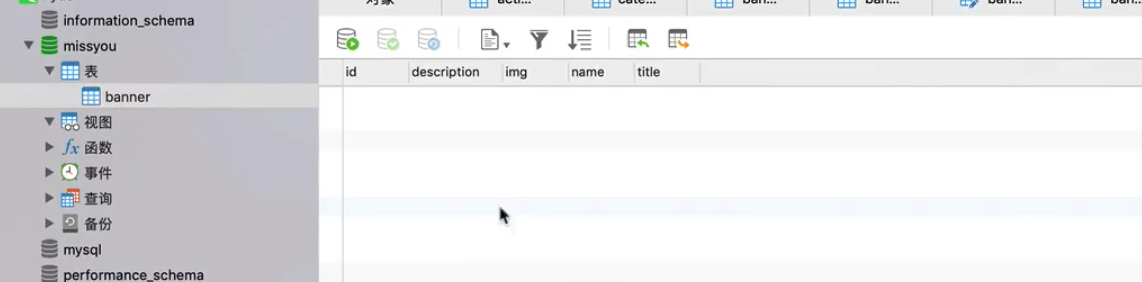 information_schema
missyou
表
banner
视图
fx 函数
事件
查询
备份
mysql
performance_schema
对象 acti... cate... ban... ban... ban... ban...
id description img name title